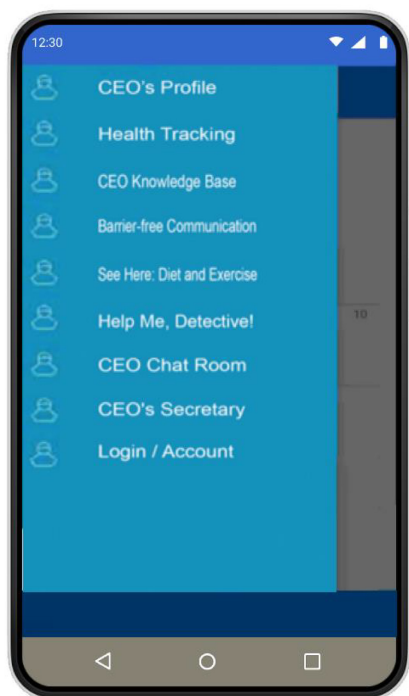 12:30
CEO's Profile
Health Tracking
CEO Knowledge Base
Barrier-free Communication
See Here: Diet and Exercise
Help Me, Detective!
10
CEO Chat Room
CEO's Secretary
Login / Account